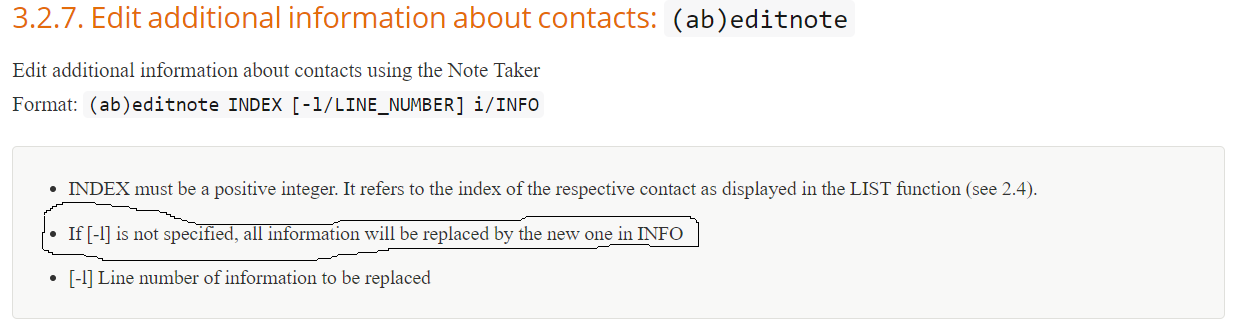 3.2.7. Edit additional information about contacts: (ab)editnote
Edit additional information about contacts using the Note Taker
Format: (ab)editnote INDEX [-l/LINE_NUMBER] i/INFO
• INDEX must be a positive integer. It refers to the index of the respective contact as displayed in the LIST function (see 2.4).
• If [-l] is not specified, all information will be replaced by the new one in INFO
• [-l] Line number of information to be replaced